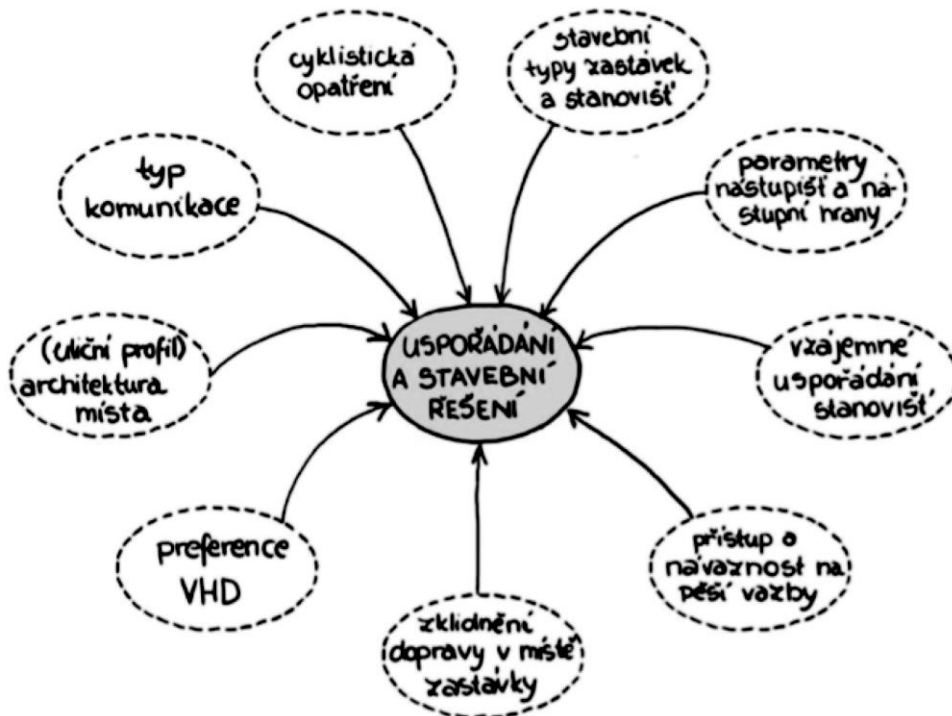 cyklistická
opatření
stavební
typy zastávek
a stanovišť
typ
komunikace
parametry
nástupišť a ná-
stupní hrany
(uliční profil)
architektura
místa
USPOŘÁDÁNÍ
A STAVEBNÍ
ŘEŠENÍ
vzájemné
uspořádání
stanovišť
preference
VHD
zklidnění
dopravy v místě
zastávky
přístup a
návaznost na
pěší vazby